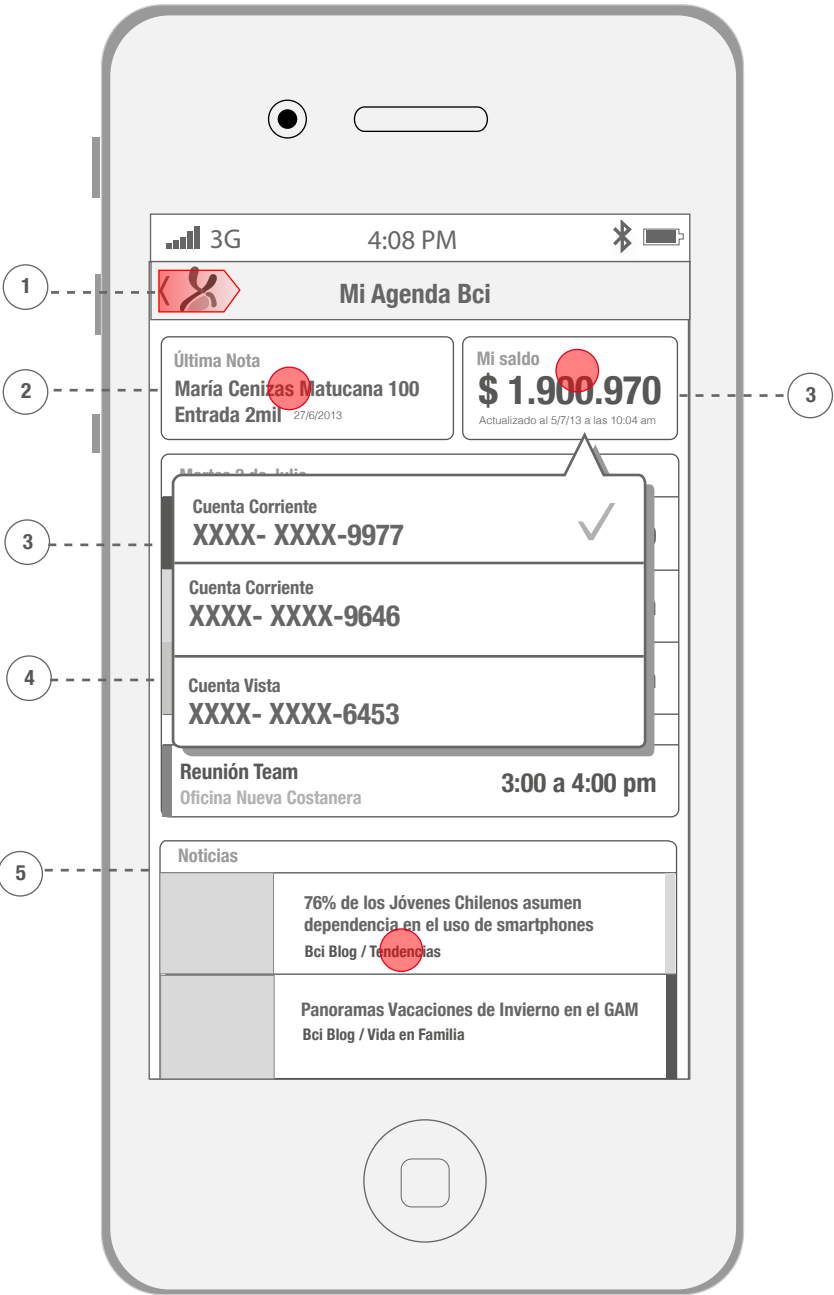 3G
4:08 PM
1
Mi Agenda Bci
Última Nota
María Cenizas Matucana 100
Entrada 2mil 27/6/2013
2
Mi saldo
$ 1.900.970
Actualizado al 5/7/13 a las 10:04 am
3
Martes 2 de Julio
Cuenta Corriente
XXXX- XXXX-9977
3
Cuenta Corriente
XXXX- XXXX-9646
4
Cuenta Vista
XXXX- XXXX-6453
Reunión Team
Oficina Nueva Costanera
3:00 a 4:00 pm
Noticias
5
76% de los Jóvenes Chilenos asumen
dependencia en el uso de smartphones
Bci Blog / Tendencias
Panoramas Vacaciones de Invierno en el GAM
Bci Blog / Vida en Familia